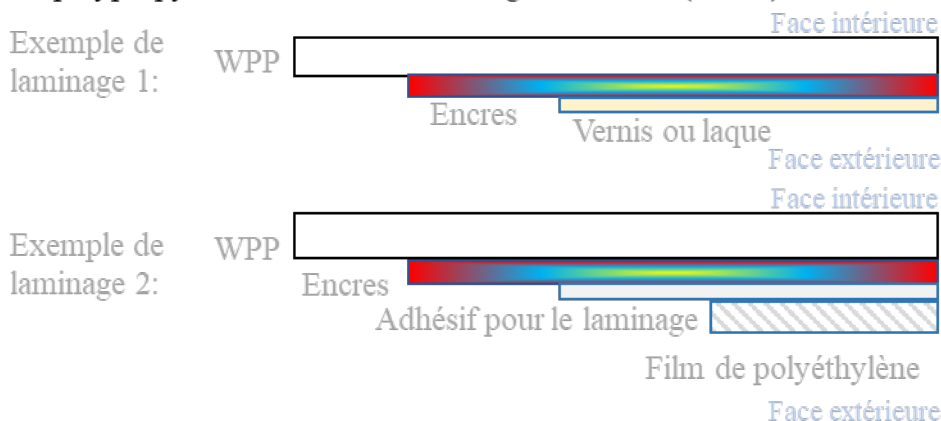 Face intérieure
Exemple de
laminage 1:
WPP
Encres
Vernis ou laque
Face extérieure
Face intérieure
Exemple de
laminage 2:
WPP
Encres
Adhésif pour le laminage
Film de polyéthylène
Face extérieure